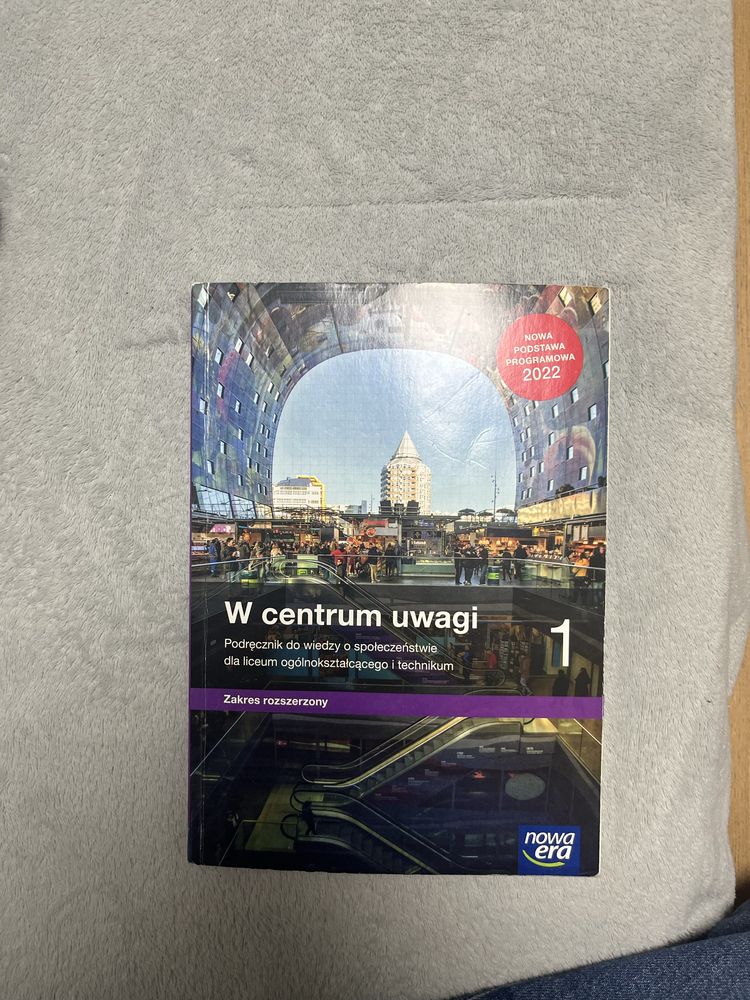 NOWA
PODSTAWA
PROGRAMOWA
2022
W centrum uwagi
1
Podręcznik do wiedzy o społeczeństwie
dla liceum ogólnokształcącego i technikum
Zakres rozszerzony
nowa
era